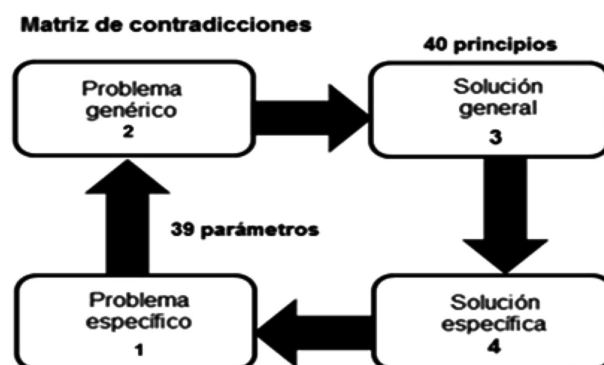 Matriz de contradicciones
40 principios
Problema
genérico
2
Solución
general
3
39 parámetros
Problema
específico
1
Solución
específica
4